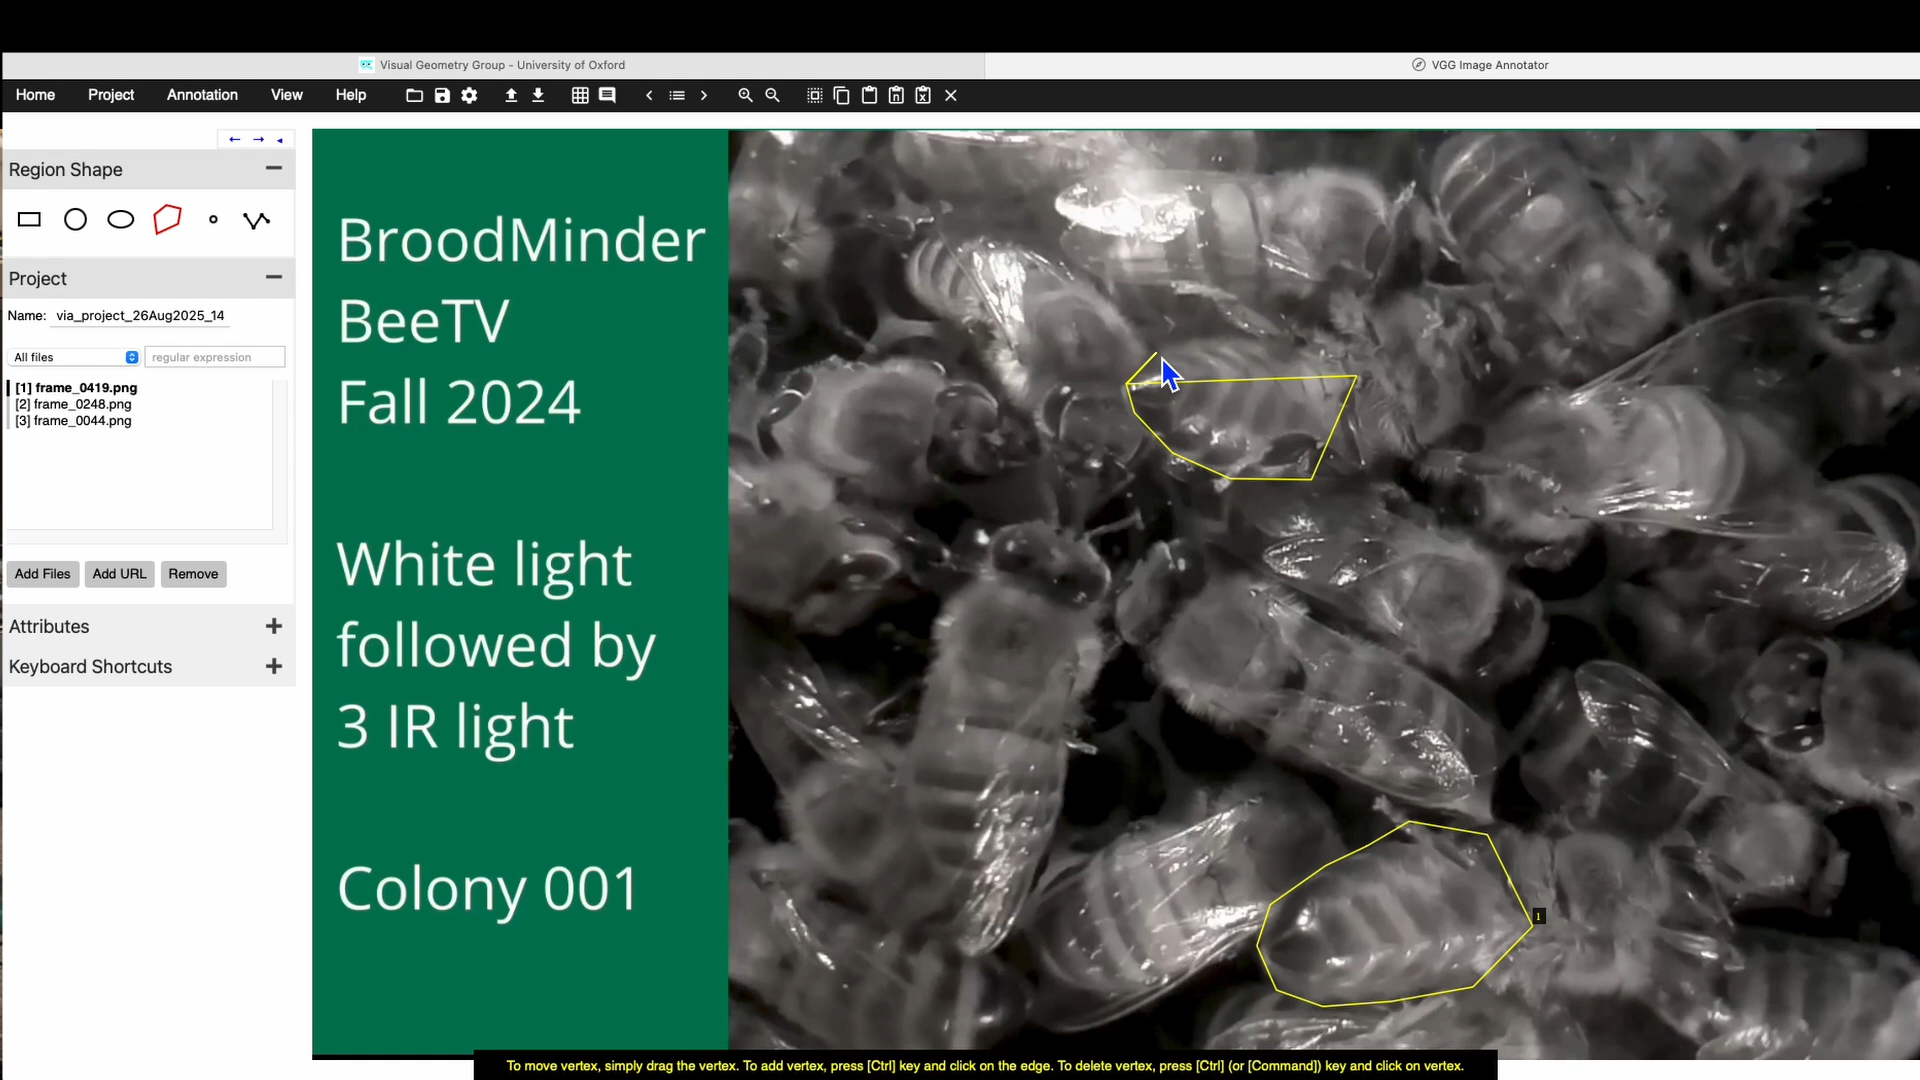 Visual Geometry Group - University of Oxford
VGG Image Annotator
Home Project Annotation View Help
Region Shape
Project
Name: via_project_26Aug2025_14
All files
regular expression
[1] frame_0419.png
[2] frame_0248.png
[3] frame_0044.png
Add Files Add URL Remove
Attributes
Keyboard Shortcuts
BroodMinder
BeeTV
Fall 2024
White light
followed by
3 IR light
Colony 001
1
To move vertex, simply drag the vertex. To add vertex, press [Ctrl] key and click on the edge. To delete vertex, press [Ctrl] (or [Command]) key and click on vertex.